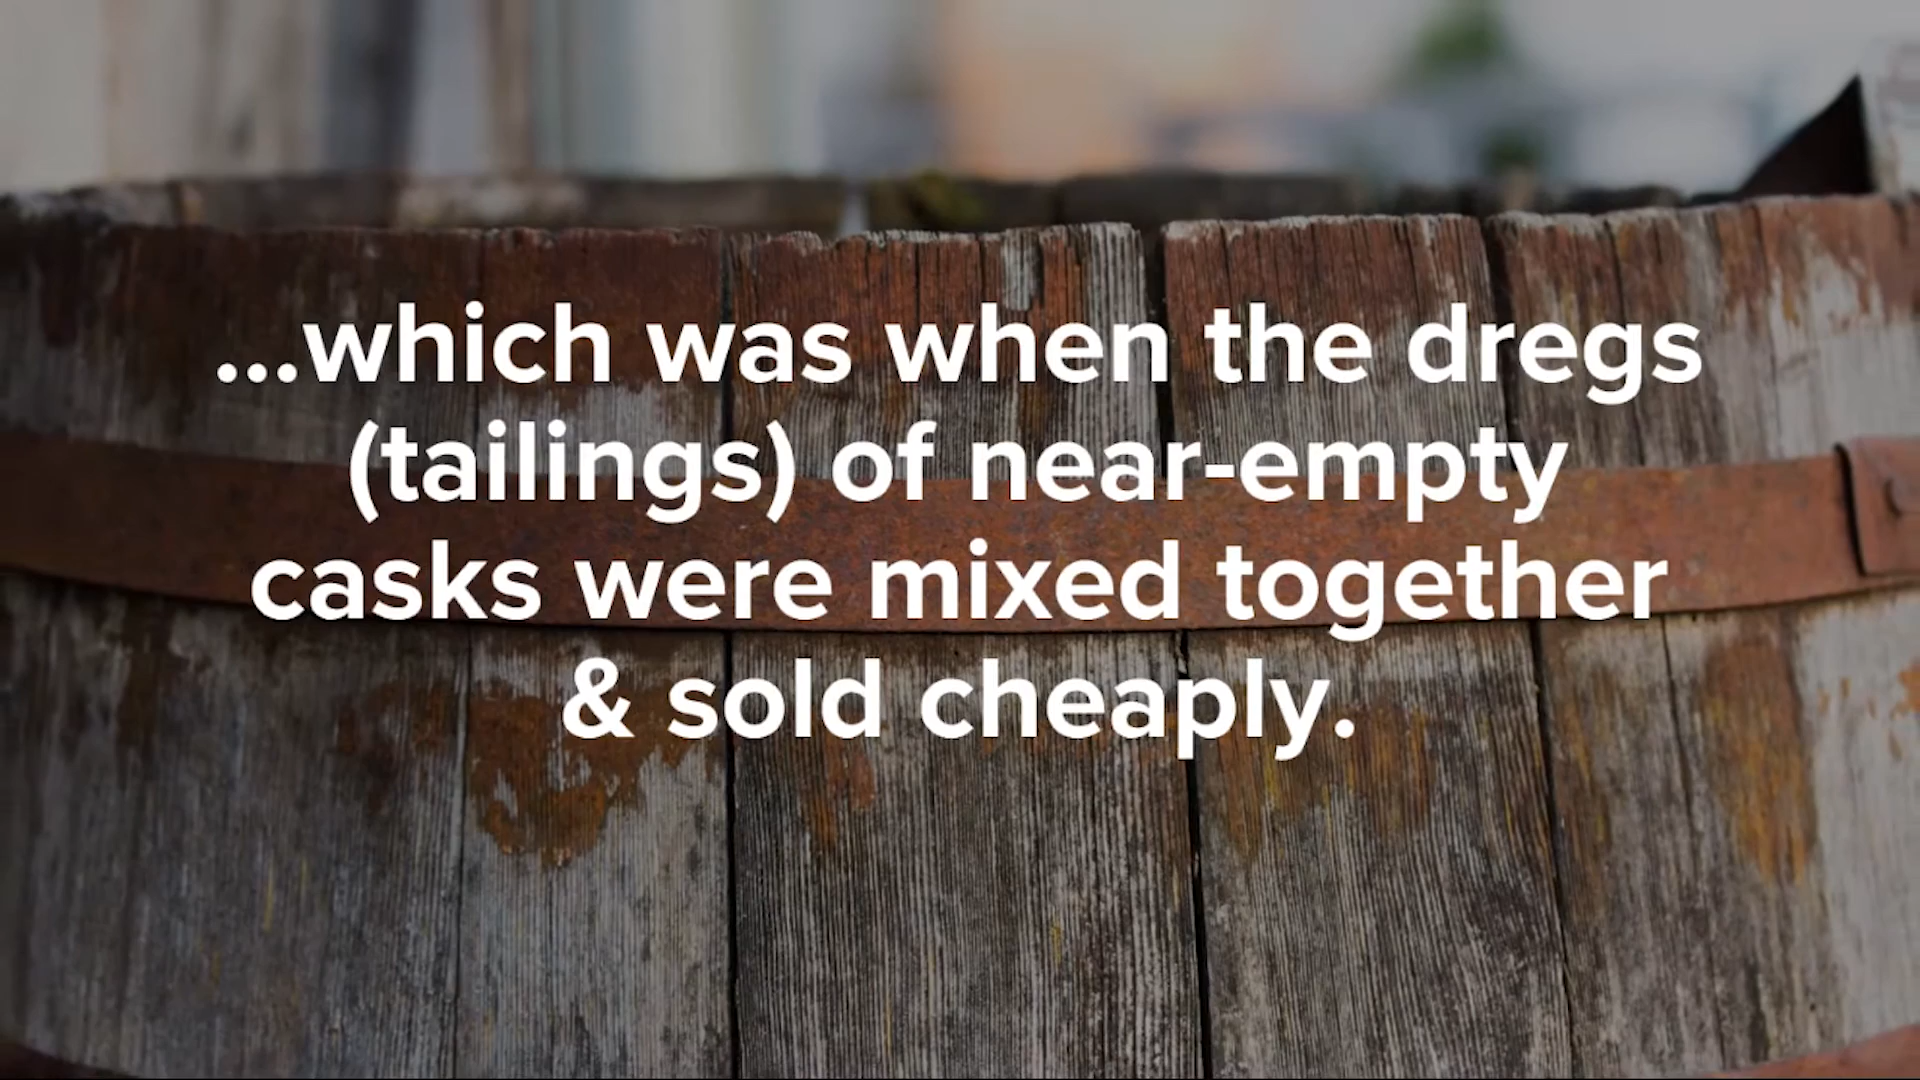 ...which was when the dregs
(tailings) of near-empty
casks were mixed together
& sold cheaply.